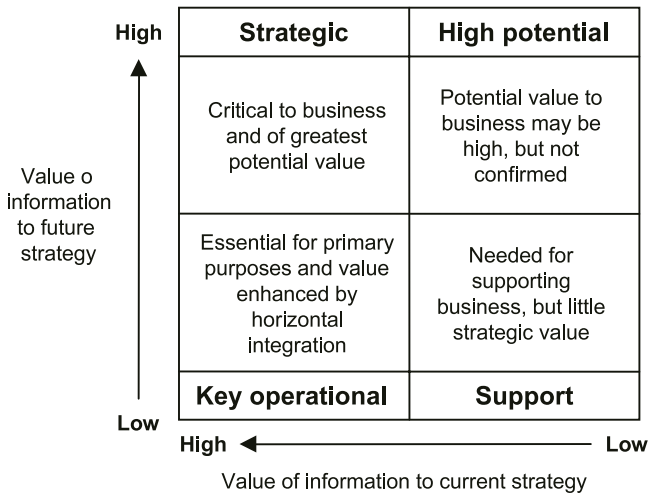 High
Strategic
High potential
Critical to business
and of greatest
potential value
Potential value to
business may be
high, but not
confirmed
Value o
information
to future
strategy
Essential for primary
purposes and value
enhanced by
horizontal
integration
Needed for
supporting
business, but little
strategic value
Key operational
Support
Low
High
Low
Value of information to current strategy